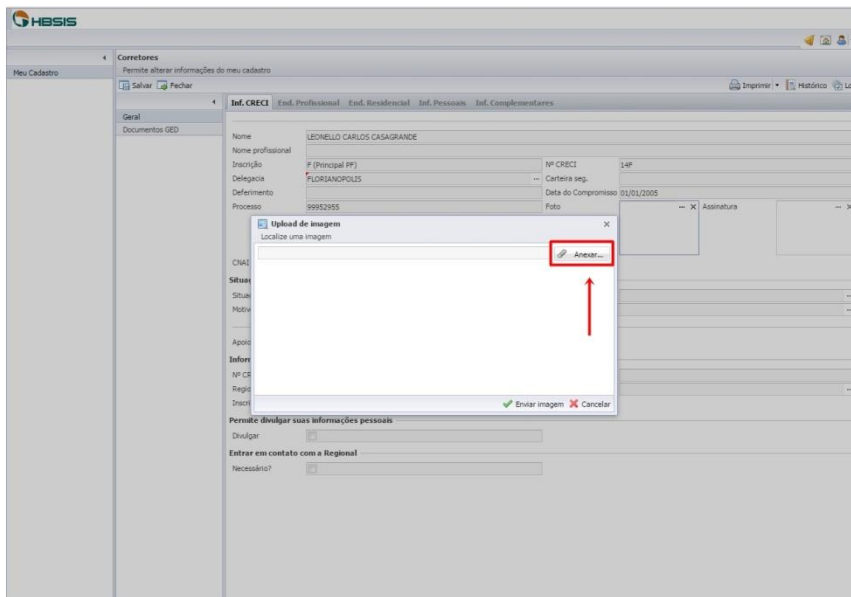 HBSIS
Corretores
Meu Cadastro
Permite alterar informações do meu cadastro
Salvar Fechar
Imprimir Histórico
Inf. CRECI End. Profissional End. Residencial Inf. Pessoais Inf. Complementares
Geral
Documentos GED
Nome LEONELLO CARLOS CASAGRANDE
Nome profissional
Inscrição F (Principal PF) Nº CRECI 14F
Delegacia FLORIANOPOLIS Carteira seg.
Deferimento Data do Compromisso 01/01/2005
Processo 99952955 Foto Assinatura
Upload de imagem
Localize uma imagem
Anexar...
CNAI
Enviar imagem Cancelar
Permite divulgar suas informações pessoais
Divulgar
Entrar em contato com a Regional
Necessário?